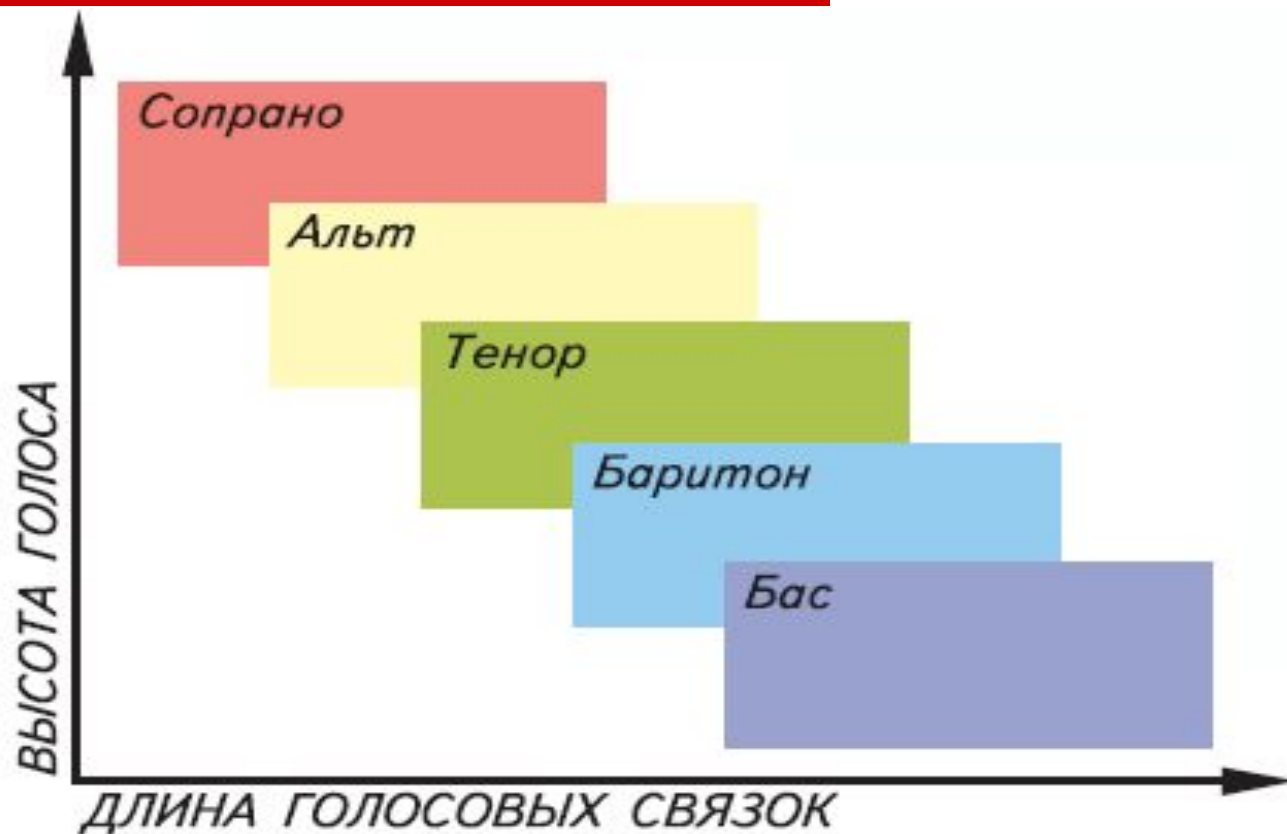 Сопрано
Альт
Тенор
Баритон
Бас
ВЫСОТА ГОЛОСА
ДЛИНА ГОЛОСОВЫХ СВЯЗОК